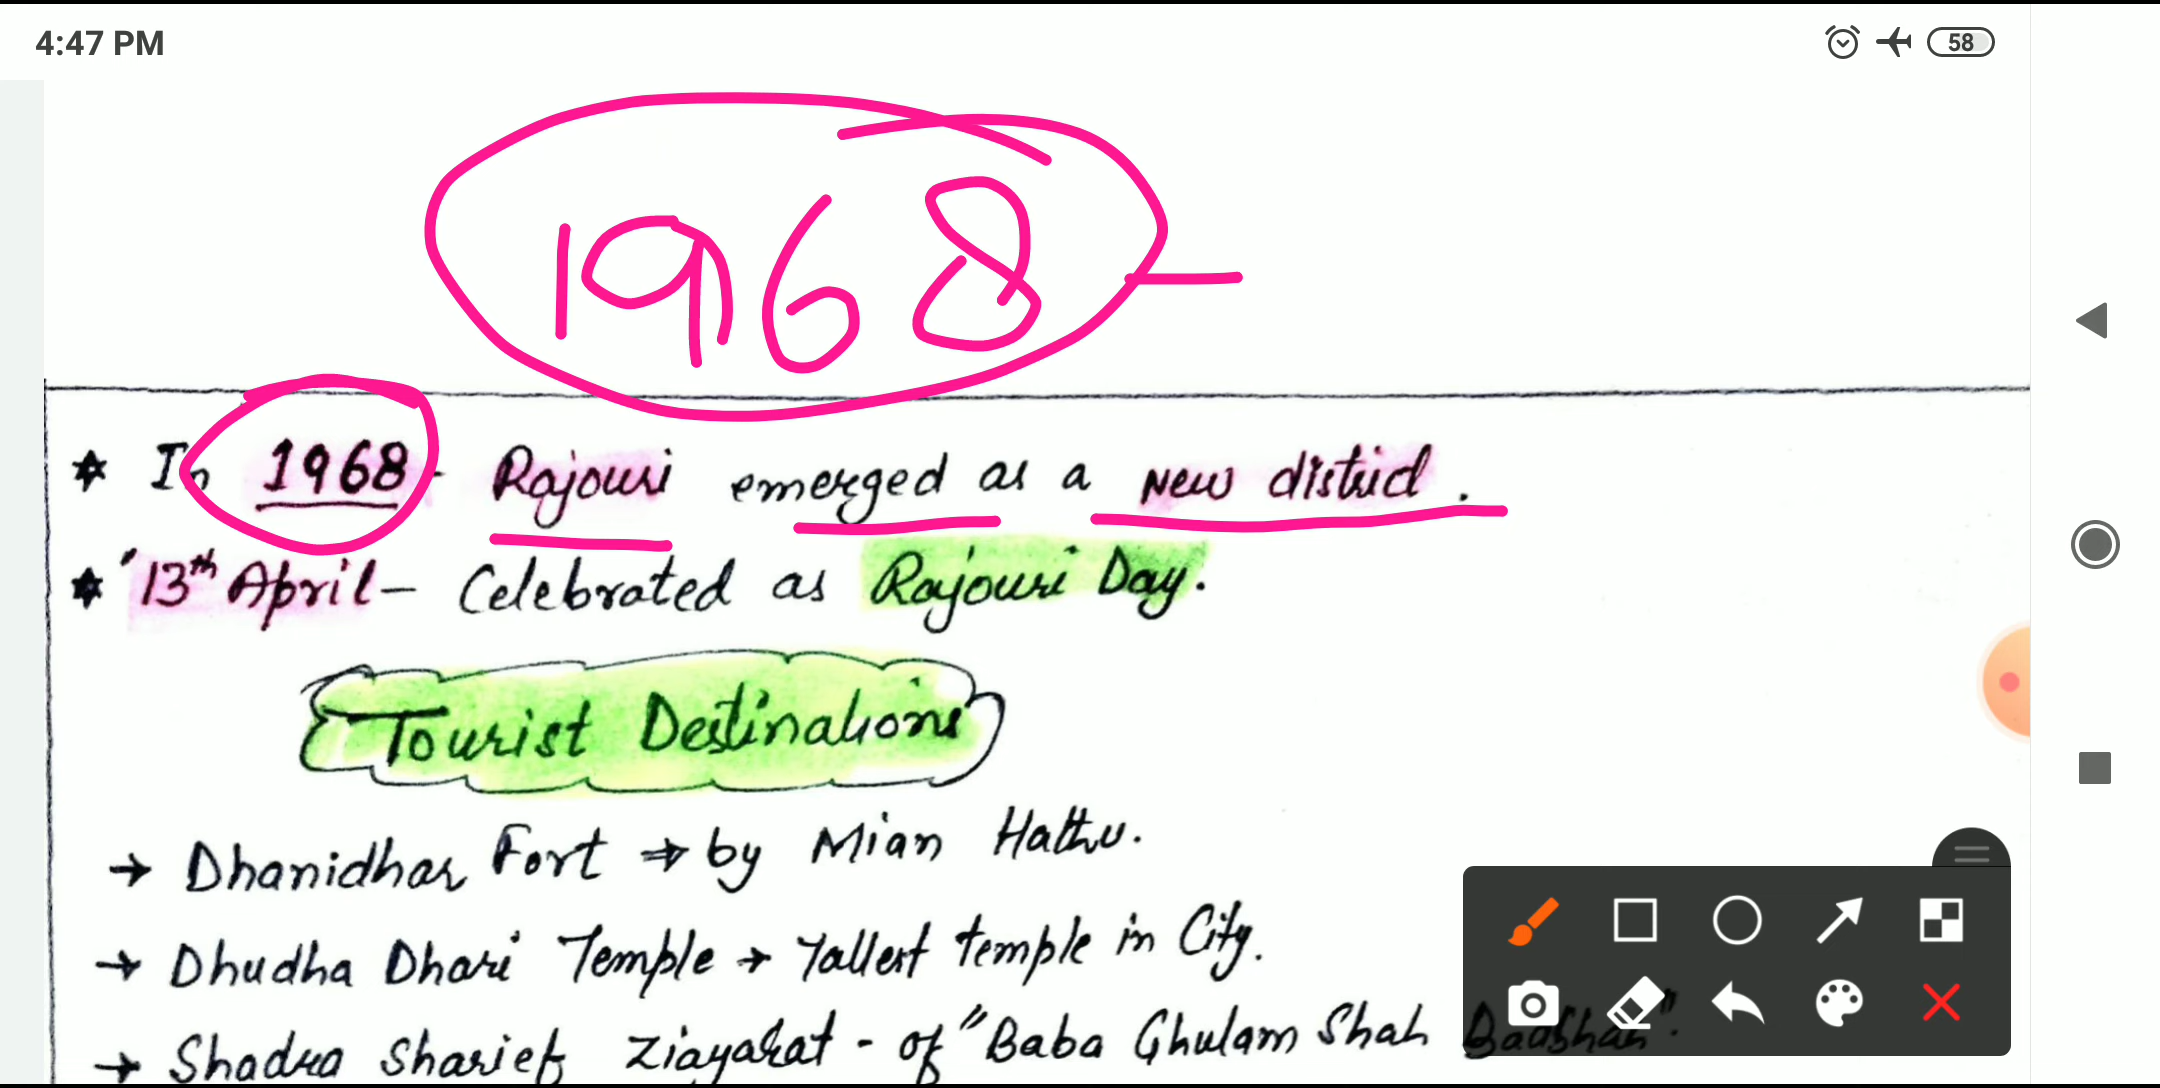 4:47 PM
58
1968
★ In 1968 - Rajouri emerged as a New district.
★ "13th April - Celebrated as Rajouri Day.
Tourist Destinations
→ Dhanidhar Fort ⇒ by Mian Hathu.
→ Dhudha Dhari Temple → Tallest temple in City.
→ Shadra Sharief Ziayarat - of "Baba Ghulam Shah Badshah".